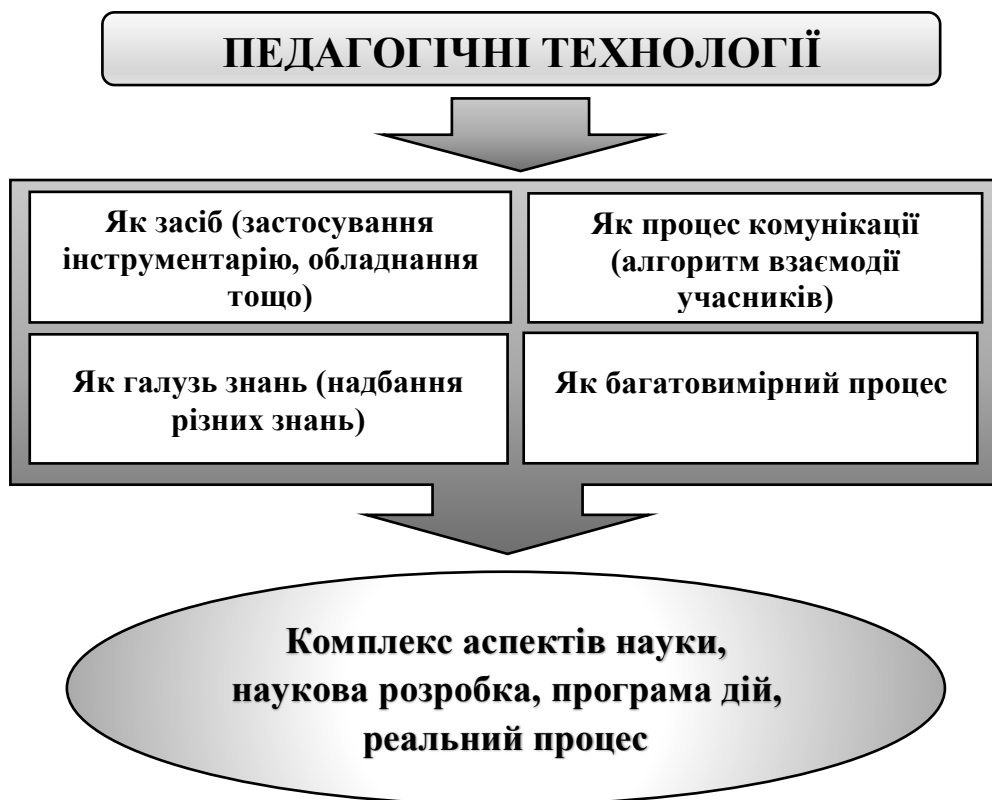 ПЕДАГОГІЧНІ ТЕХНОЛОГІЇ
Як засіб (застосування
інструментарію, обладнання
тощо)
Як процес комунікації
(алгоритм взаємодії
учасників)
Як галузь знань (надбання
різних знань)
Як багатовимірний процес
Комплекс аспектів науки,
наукова розробка, програма дій,
реальний процес